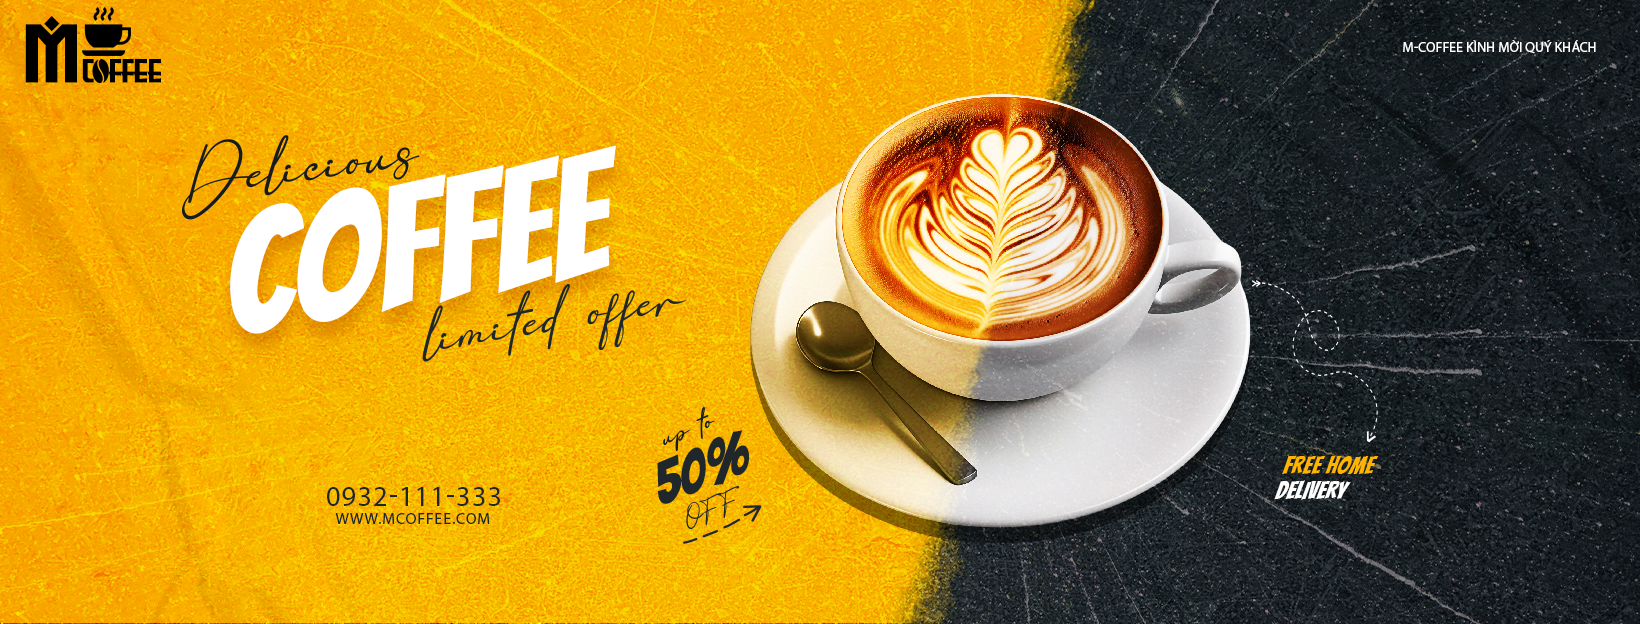 M COFFEE
M-COFFEE KÌNH MỜI QUÝ KHÁCH
Delicious
COFFEE
limited offer
up to
50%
OFF
0932-111-333
WWW.MCOFFEE.COM
FREE HOME
DELIVERY